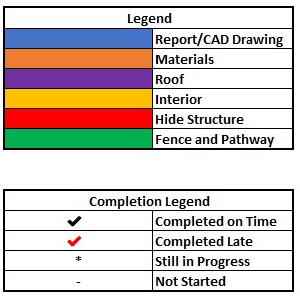 Legend
Report/CAD Drawing
Materials
Roof
Interior
Hide Structure
Fence and Pathway
Completion Legend
✔ Completed on Time
✔ Completed Late
* Still in Progress
- Not Started